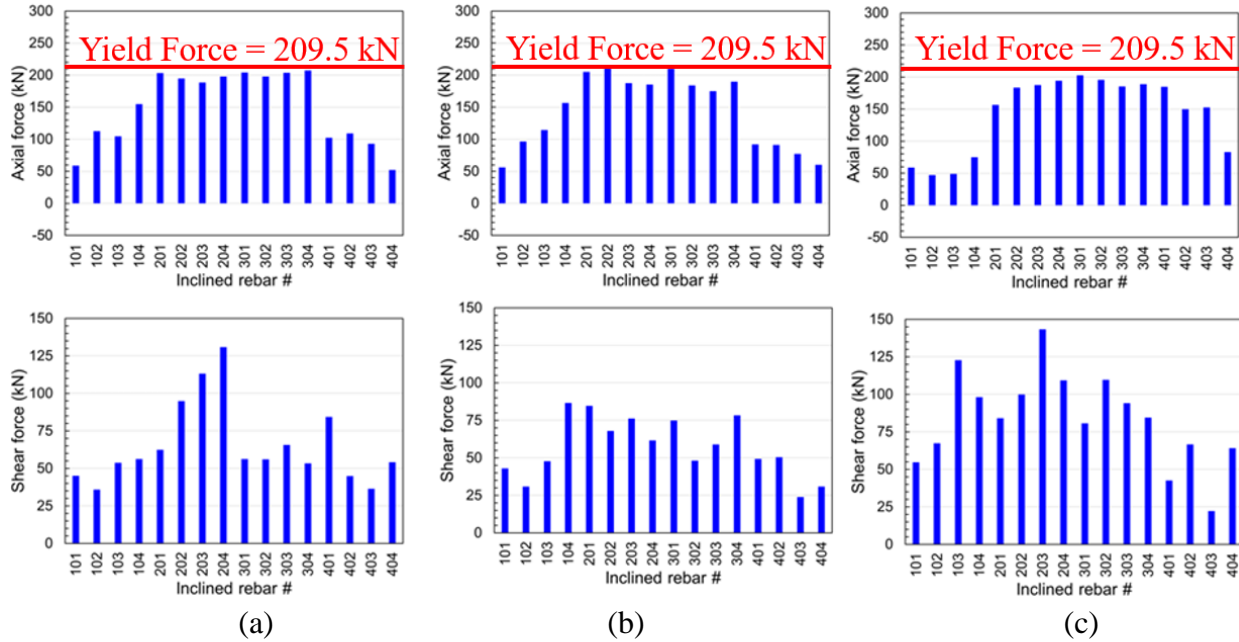 300
250
200
150
100
50
0
-50
Axial force (kN)
Yield Force = 209.5 kN
101 102 103 104 201 202 203 204 301 302 303 304 401 402 403 404
Inclined rebar #
300
250
200
150
100
50
0
-50
Axial force (kN)
Yield Force = 209.5 kN
101 102 103 104 201 202 203 204 301 302 303 304 401 402 403 404
Inclined rebar #
300
250
200
150
100
50
0
-50
Axial force (kN)
Yield Force = 209.5 kN
101 102 103 104 201 202 203 204 301 302 303 304 401 402 403 404
Inclined rebar #
150
125
100
75
50
25
0
Shear force (kN)
101 102 103 104 201 202 203 204 301 302 303 304 401 402 403 404
Inclined rebar #
150
125
100
75
50
25
0
Shear force (kN)
101 102 103 104 201 202 203 204 301 302 303 304 401 402 403 404
Inclined rebar #
150
125
100
75
50
25
0
Shear force (kN)
101 102 103 104 201 202 203 204 301 302 303 304 401 402 403 404
Inclined rebar #
(a) (b) (c)